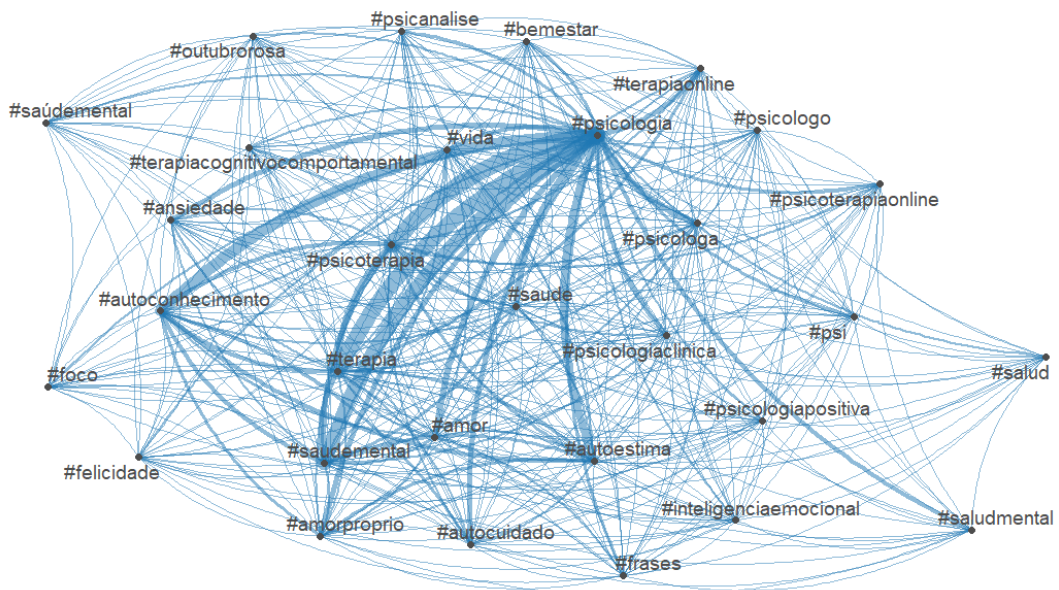 #psicanalise
#bemestar
#outubrorosa
#terapiaonline
#saúdemental
#psicologia
#psicologo
#vida
#terapiacognitivocomportamental
#psicoterapiaonline
#ansiedade
#psicologa
#psicoterapia
#autoconhecimento
#saude
#psi
#psicologiaclinica
#terapia
#foco
#salud
#psicologiapositiva
#amor
#saudemental
#autoestima
#felicidade
#inteligenciaemocional
#amorproprio
#autocuidado
#saludmental
#frases